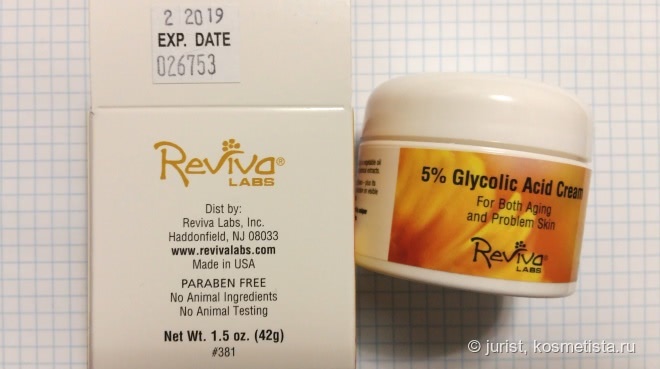 2 2019
EXP. DATE
026753
Reviva®
LABS
Dist by:
Reviva Labs, Inc.
Haddonfield, NJ 08033
www.revivalabs.com
Made in USA
PARABEN FREE
No Animal Ingredients
No Animal Testing
Net Wt. 1.5 oz. (42g)
#381
5% Glycolic Acid Cream
For Both Aging
and Problem Skin
Reviva
LABS
© jurist, kosmetista.ru